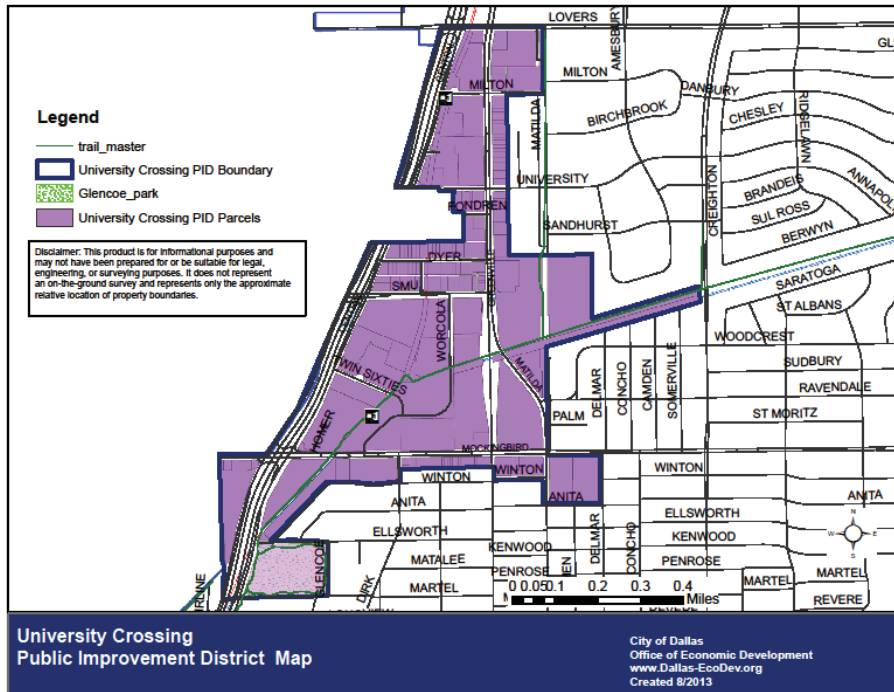 LOVERS
AMESBURY
GL
MILTON
MILTON
DANBURY
MATILDA
BIRCHBROOK
CHESLEY
RIDGELAWN
Legend
trail_master
University Crossing PID Boundary
Glencoe_park
University Crossing PID Parcels
UNIVERSITY
CREIGHTON
BRANDEIS
ANNAPOL
FONDREN
SANDHURST
SUL ROSS
BERWYN
Disclaimer: This product is for informational purposes and
may not have been prepared for or be suitable for legal,
engineering, or surveying purposes. It does not represent
an on-the-ground survey and represents only the approximate
relative location of property boundaries.
DYER
SMU
GREENVILLE
SARATOGA
ST ALBANS
WORCOLA
WOODCREST
TWIN SIXTIES
MATILDA
SUDBURY
DELMAR
CONCHO
CAMDEN
SOMERVILLE
RAVENDALE
PALM
ST MORITZ
HOMER
MOCKINGBIRD
WINTON
WINTON
WINTON
ANITA
ANITA
ANITA
ELLSWORTH
ELLSWORTH
DELMAR
CONCHO
KENWOOD
KENWOOD
N
W
E
S
GLENCOE
MATALEE
PENROSE
PENROSE
MARTEL
DIRK
MARTEL
MARTEL
RLINE
0 0.05 0.1 0.2 0.3 0.4
Miles
REVERE
University Crossing
Public Improvement District Map
City of Dallas
Office of Economic Development
www.Dallas-EcoDev.org
Created 8/2013